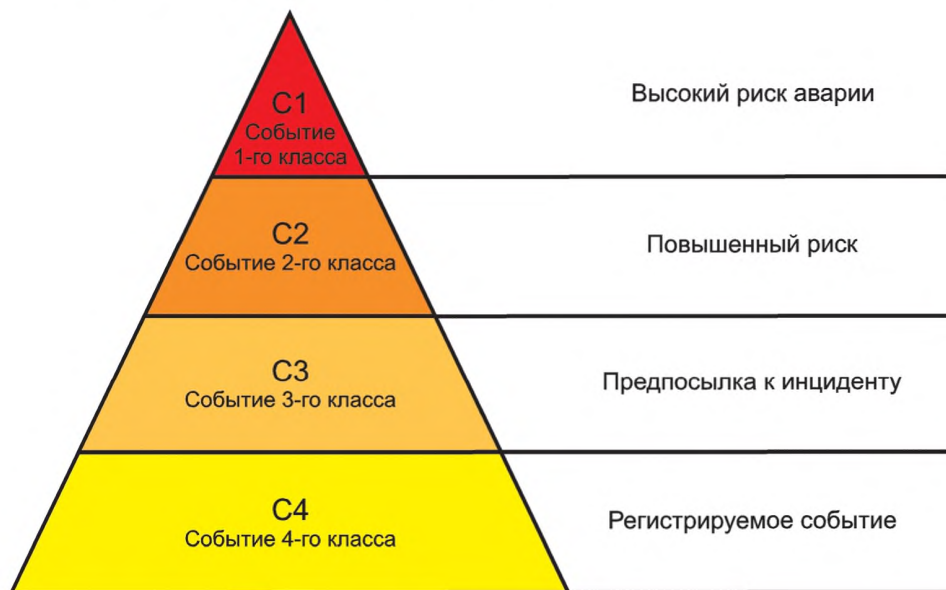 С1
Событие
1-го класса
Высокий риск аварии
С2
Событие 2-го класса
Повышенный риск
С3
Событие 3-го класса
Предпосылка к инциденту
С4
Событие 4-го класса
Регистрируемое событие